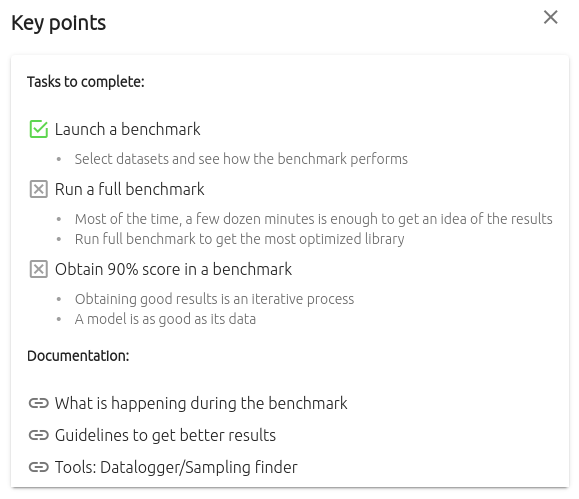 Key points
Tasks to complete:
Launch a benchmark
• Select datasets and see how the benchmark performs
Run a full benchmark
• Most of the time, a few dozen minutes is enough to get an idea of the results
• Run full benchmark to get the most optimized library
Obtain 90% score in a benchmark
• Obtaining good results is an iterative process
• A model is as good as its data
Documentation:
What is happening during the benchmark
Guidelines to get better results
Tools: Datalogger/Sampling finder